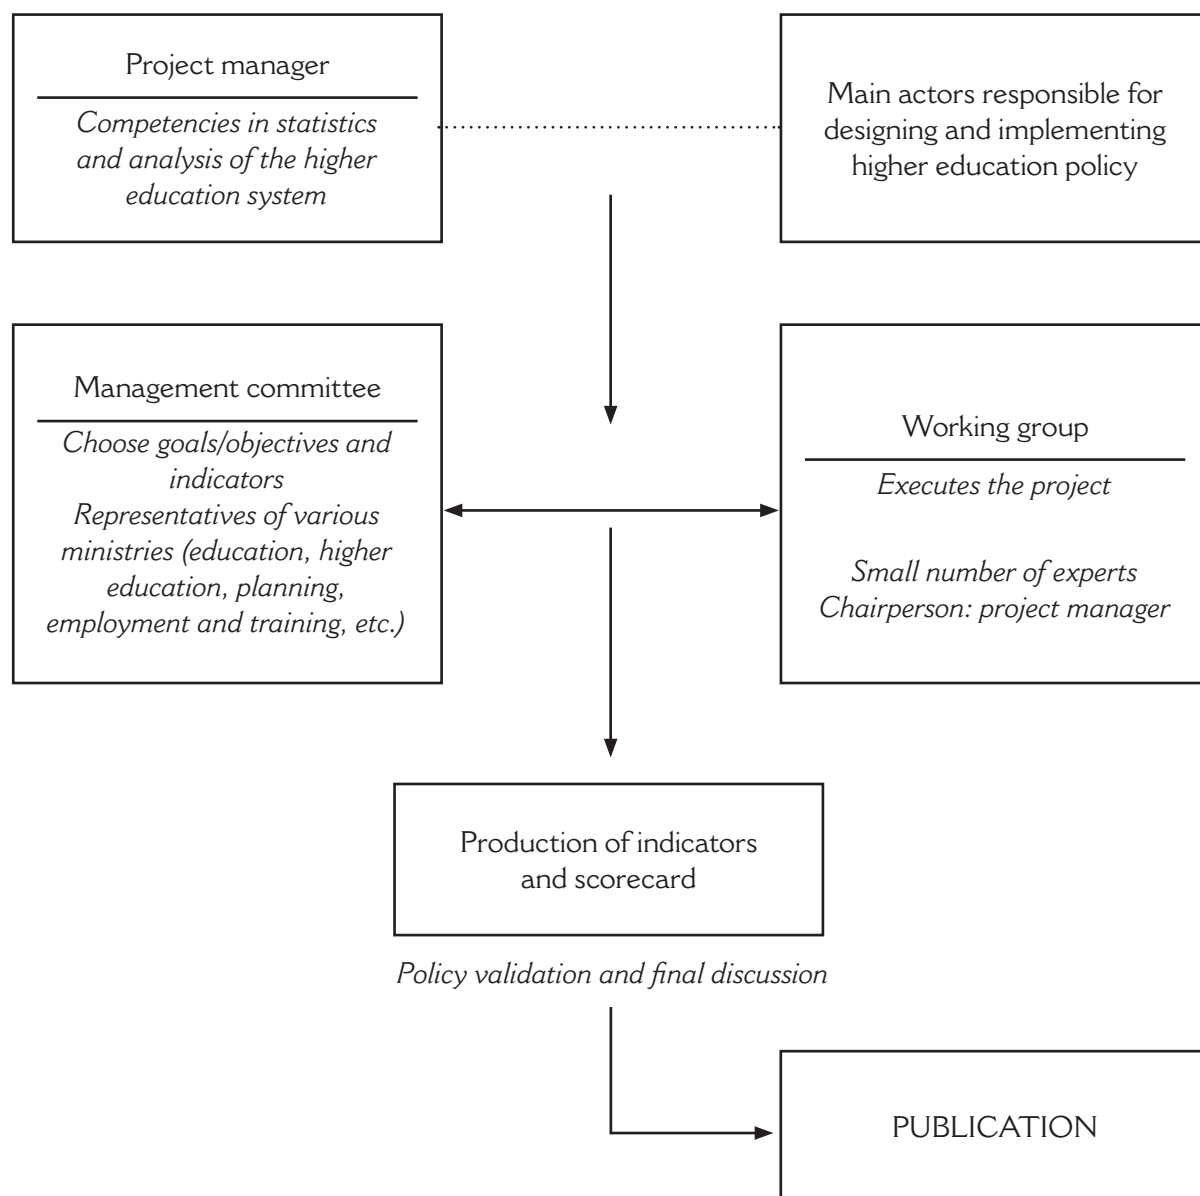 Project manager
Competencies in statistics
and analysis of the higher
education system
Main actors responsible for
designing and implementing
higher education policy
Management committee
Choose goals/objectives and
indicators
Representatives of various
ministries (education, higher
education, planning,
employment and training, etc.)
Working group
Executes the project
Small number of experts
Chairperson: project manager
Production of indicators
and scorecard
Policy validation and final discussion
PUBLICATION